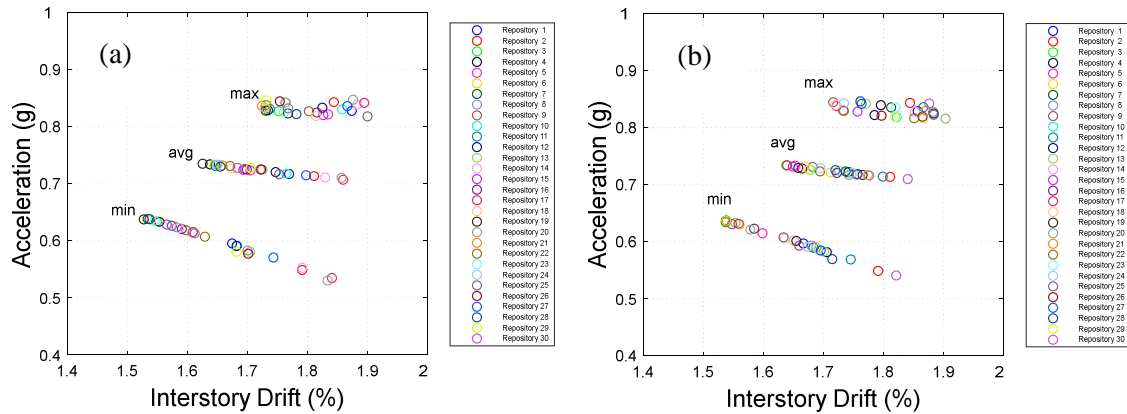 (a)
Acceleration (g)
1
0.9
0.8
0.7
0.6
0.5
0.4
max
avg
min
1.4 1.5 1.6 1.7 1.8 1.9 2
Interstory Drift (%)
Repository 1
Repository 2
Repository 3
Repository 4
Repository 5
Repository 6
Repository 7
Repository 8
Repository 9
Repository 10
Repository 11
Repository 12
Repository 13
Repository 14
Repository 15
Repository 16
Repository 17
Repository 18
Repository 19
Repository 20
Repository 21
Repository 22
Repository 23
Repository 24
Repository 25
Repository 26
Repository 27
Repository 28
Repository 29
Repository 30
(b)
Acceleration (g)
1
0.9
0.8
0.7
0.6
0.5
0.4
max
avg
min
1.4 1.5 1.6 1.7 1.8 1.9 2
Interstory Drift (%)
Repository 1
Repository 2
Repository 3
Repository 4
Repository 5
Repository 6
Repository 7
Repository 8
Repository 9
Repository 10
Repository 11
Repository 12
Repository 13
Repository 14
Repository 15
Repository 16
Repository 17
Repository 18
Repository 19
Repository 20
Repository 21
Repository 22
Repository 23
Repository 24
Repository 25
Repository 26
Repository 27
Repository 28
Repository 29
Repository 30